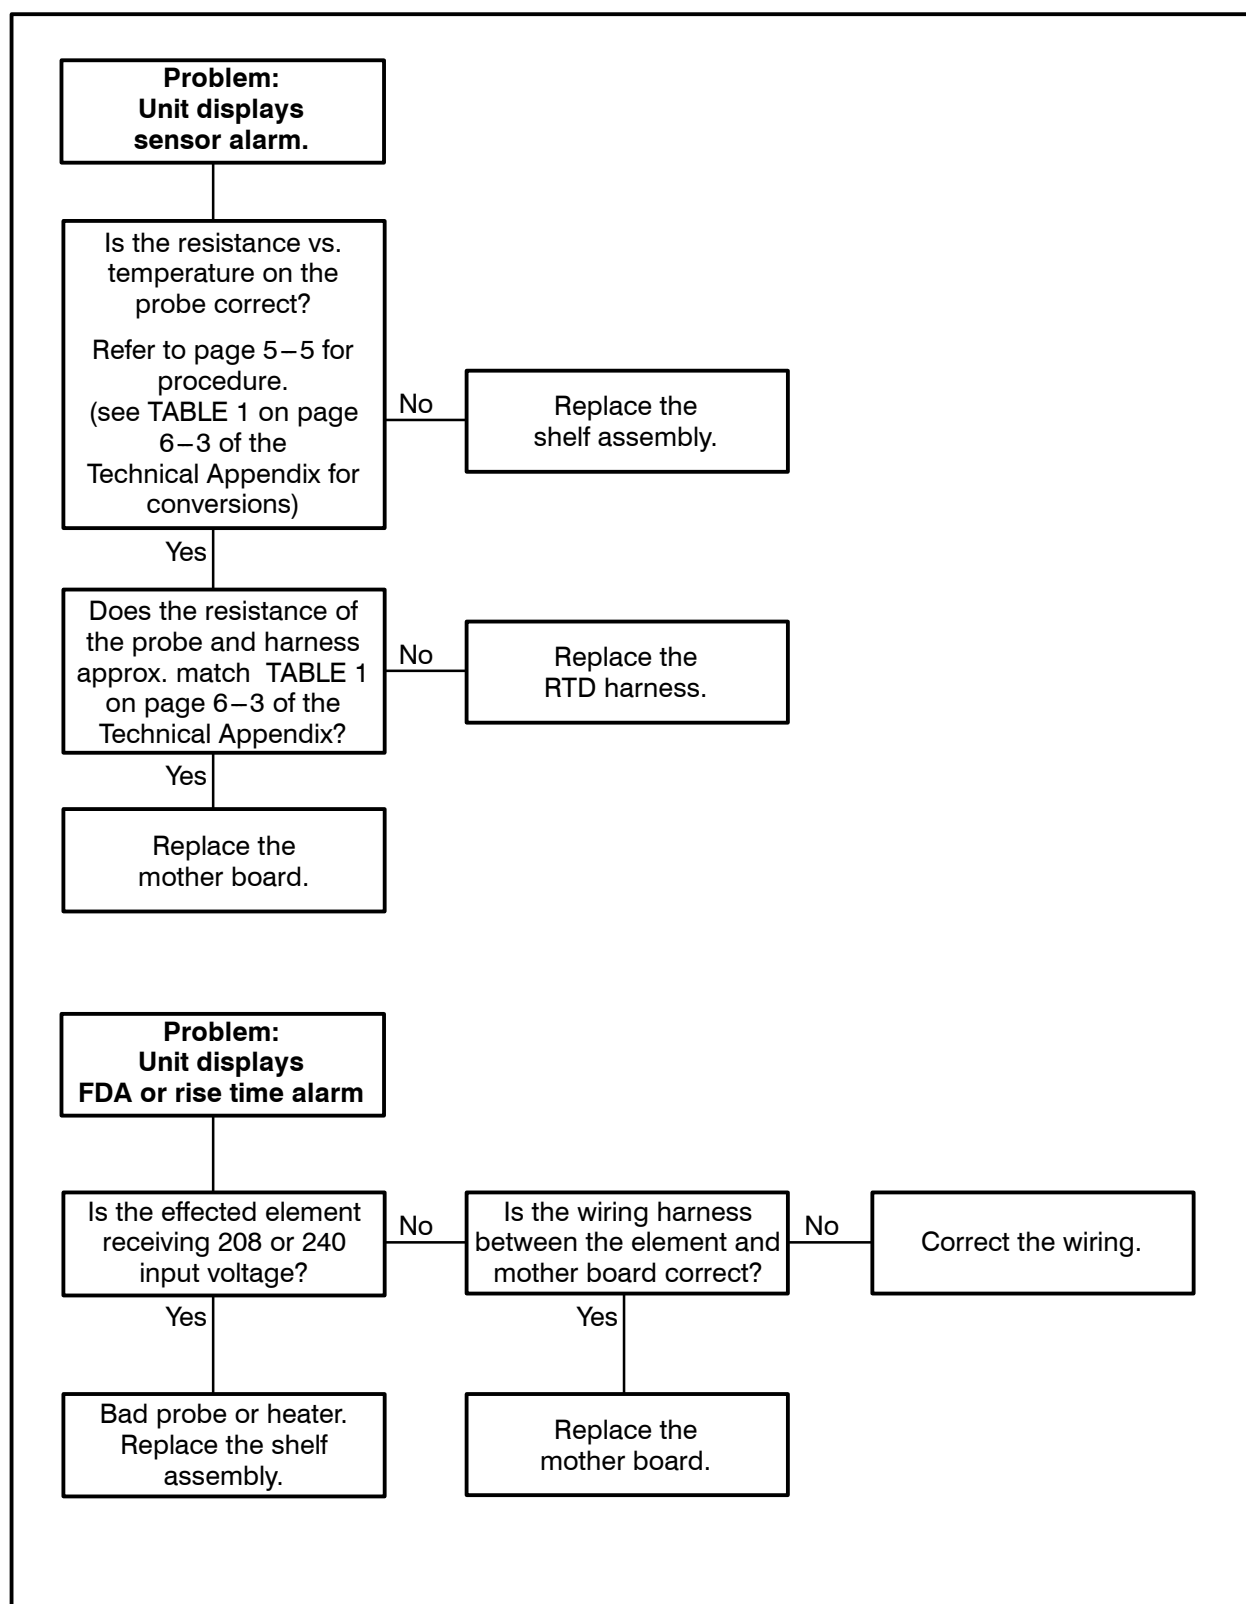 Problem:
Unit displays
sensor alarm.
Is the resistance vs.
temperature on the
probe correct?
Refer to page 5–5 for
procedure.
(see TABLE 1 on page
6–3 of the
Technical Appendix for
conversions)
No
Replace the
shelf assembly.
Yes
Does the resistance of
the probe and harness
approx. match TABLE 1
on page 6–3 of the
Technical Appendix?
No
Replace the
RTD harness.
Yes
Replace the
mother board.
Problem:
Unit displays
FDA or rise time alarm
Is the effected element
receiving 208 or 240
input voltage?
No
Is the wiring harness
between the element and
mother board correct?
No
Correct the wiring.
Yes
Yes
Bad probe or heater.
Replace the shelf
assembly.
Replace the
mother board.